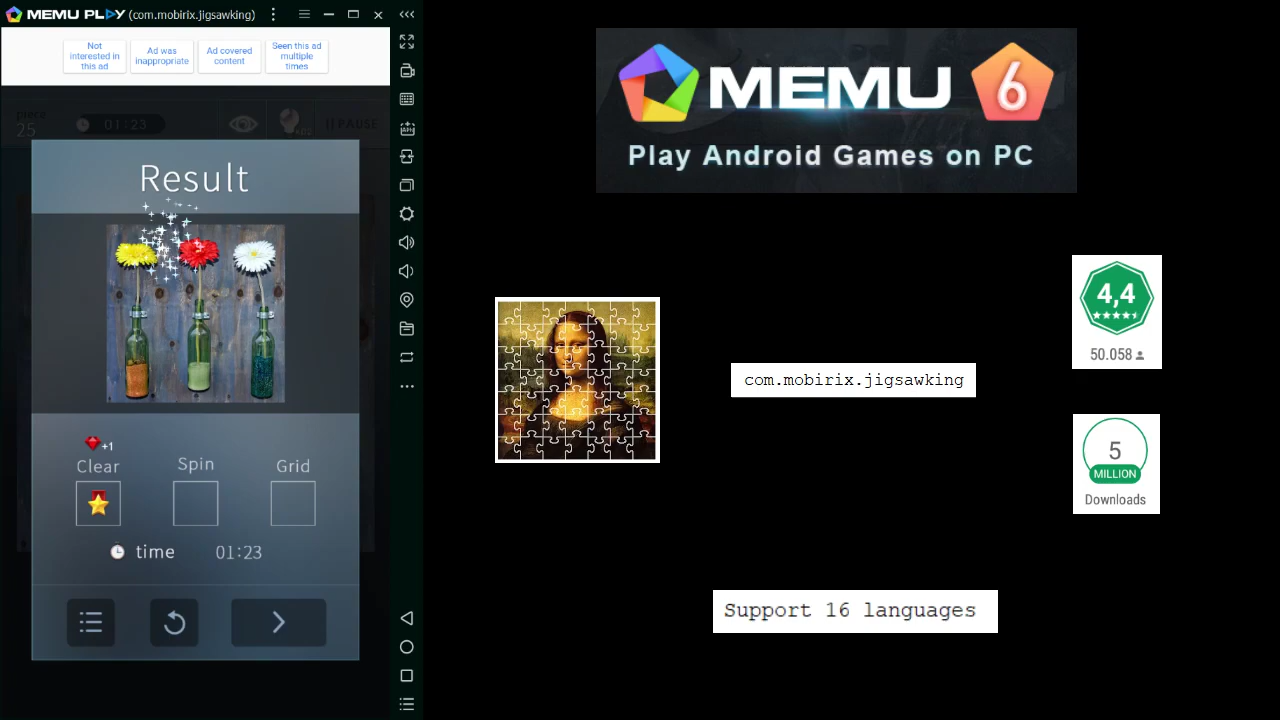 MEMU PLAY (com.mobirix.jigsawking)
Not interested in this ad
Ad was inappropriate
Ad covered content
Seen this ad multiple times
piece
25
01:23
x02
PAUSE
Result
+1
Clear
Spin
Grid
time 01:23
MEMU 6
Play Android Games on PC
4,4
50.058
com.mobirix.jigsawking
5
MILLION
Downloads
Support 16 languages